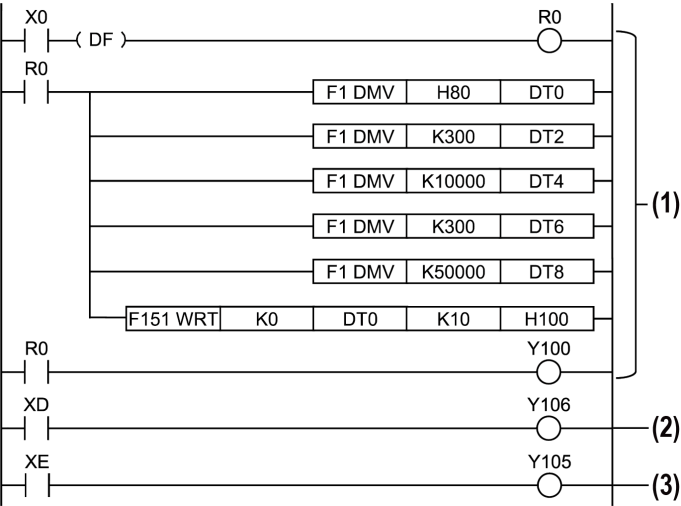 X0 R0
( DF )
R0
F1 DMV H80 DT0
F1 DMV K300 DT2
F1 DMV K10000 DT4
(1)
F1 DMV K300 DT6
F1 DMV K50000 DT8
F151 WRT K0 DT0 K10 H100
R0 Y100
XD Y106
(2)
XE Y105
(3)